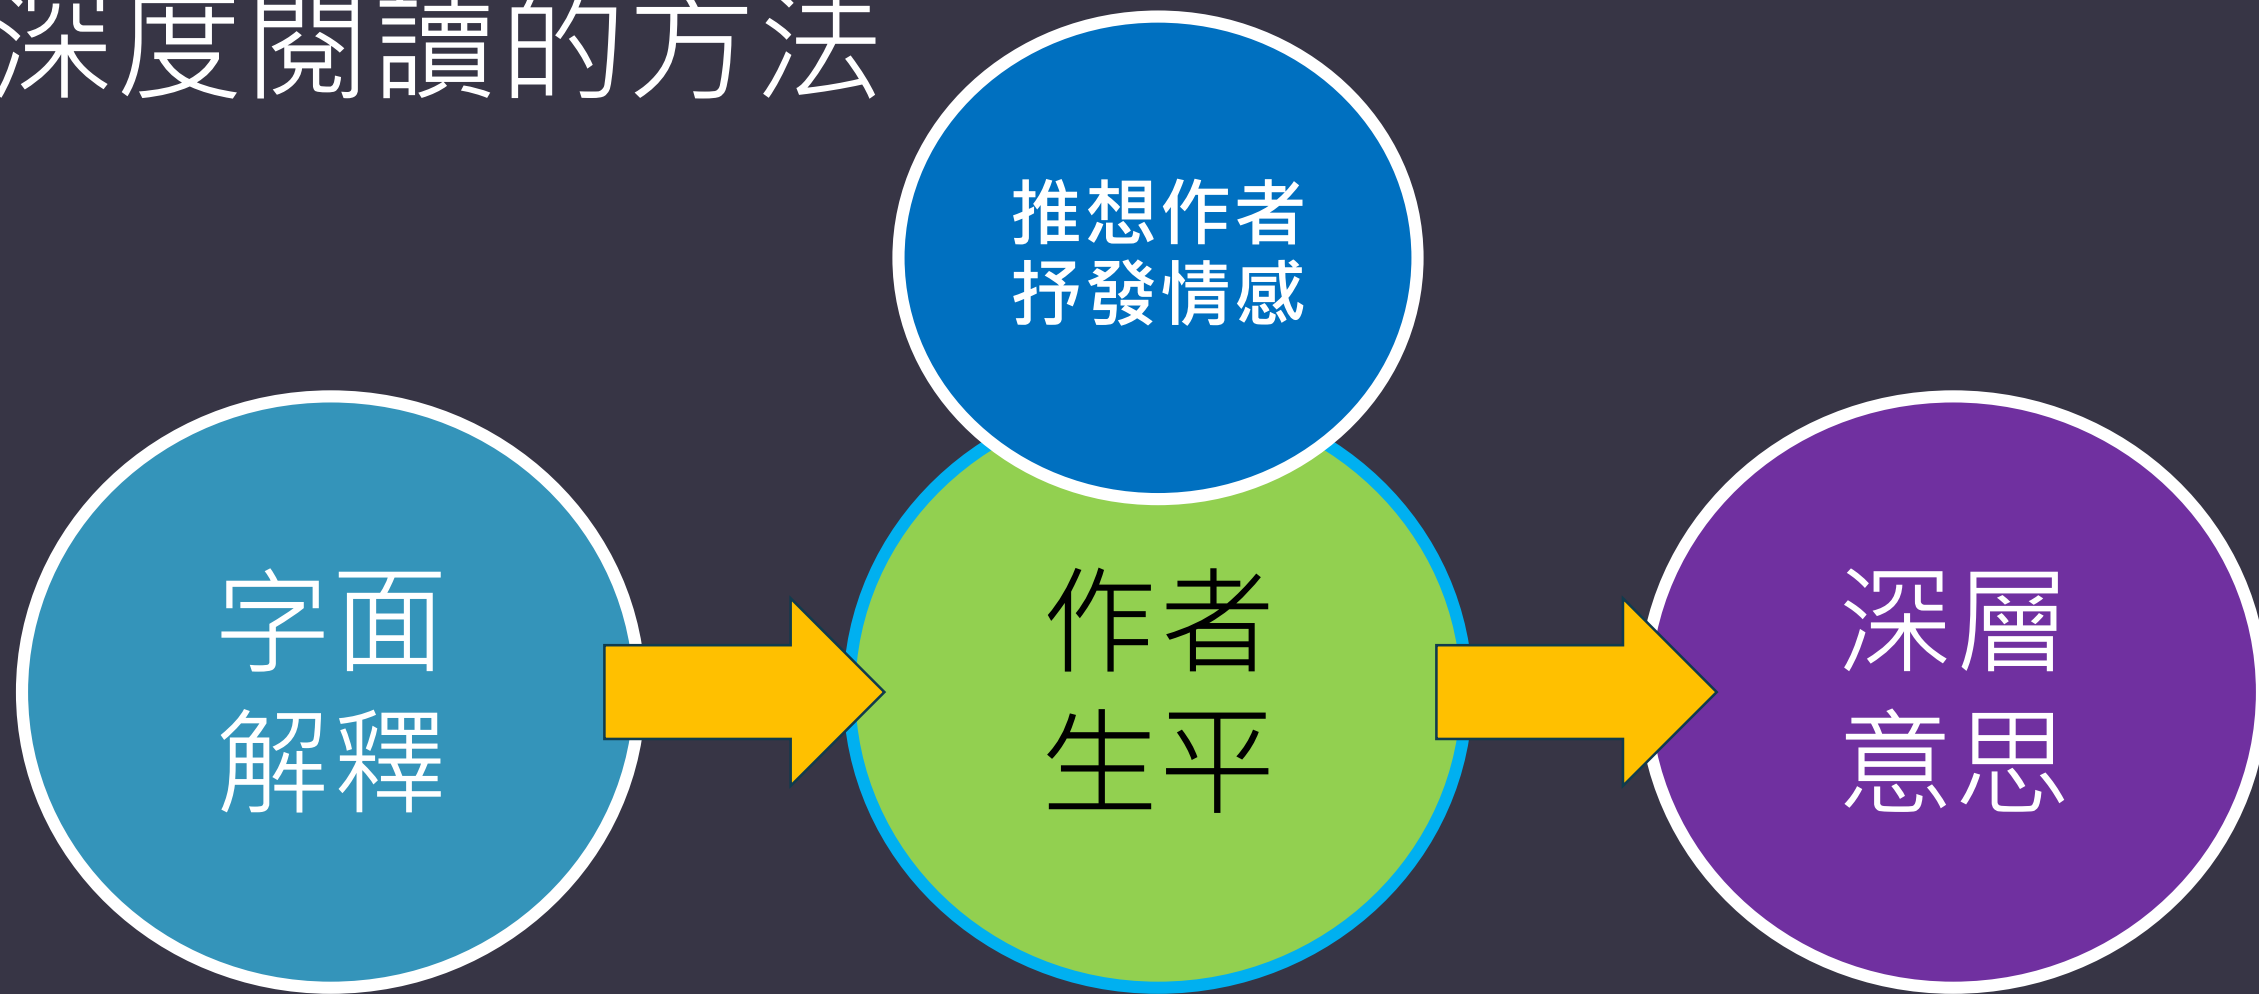 深度閱讀的方法
推想作者
抒發情感
字面
解釋
作者
生平
深層
意思